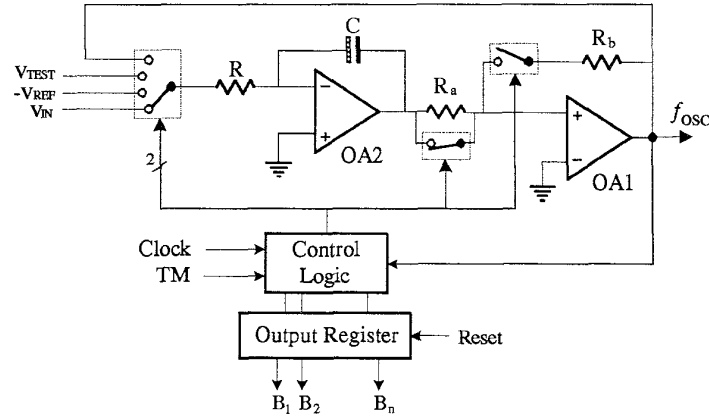 C
R_b
V_TEST
-V_REF
V_IN
R
R_a
−
+
OA2
+
−
OA1
f_OSC
2
Clock
TM
Control
Logic
Output Register
Reset
B_1 B_2 B_n